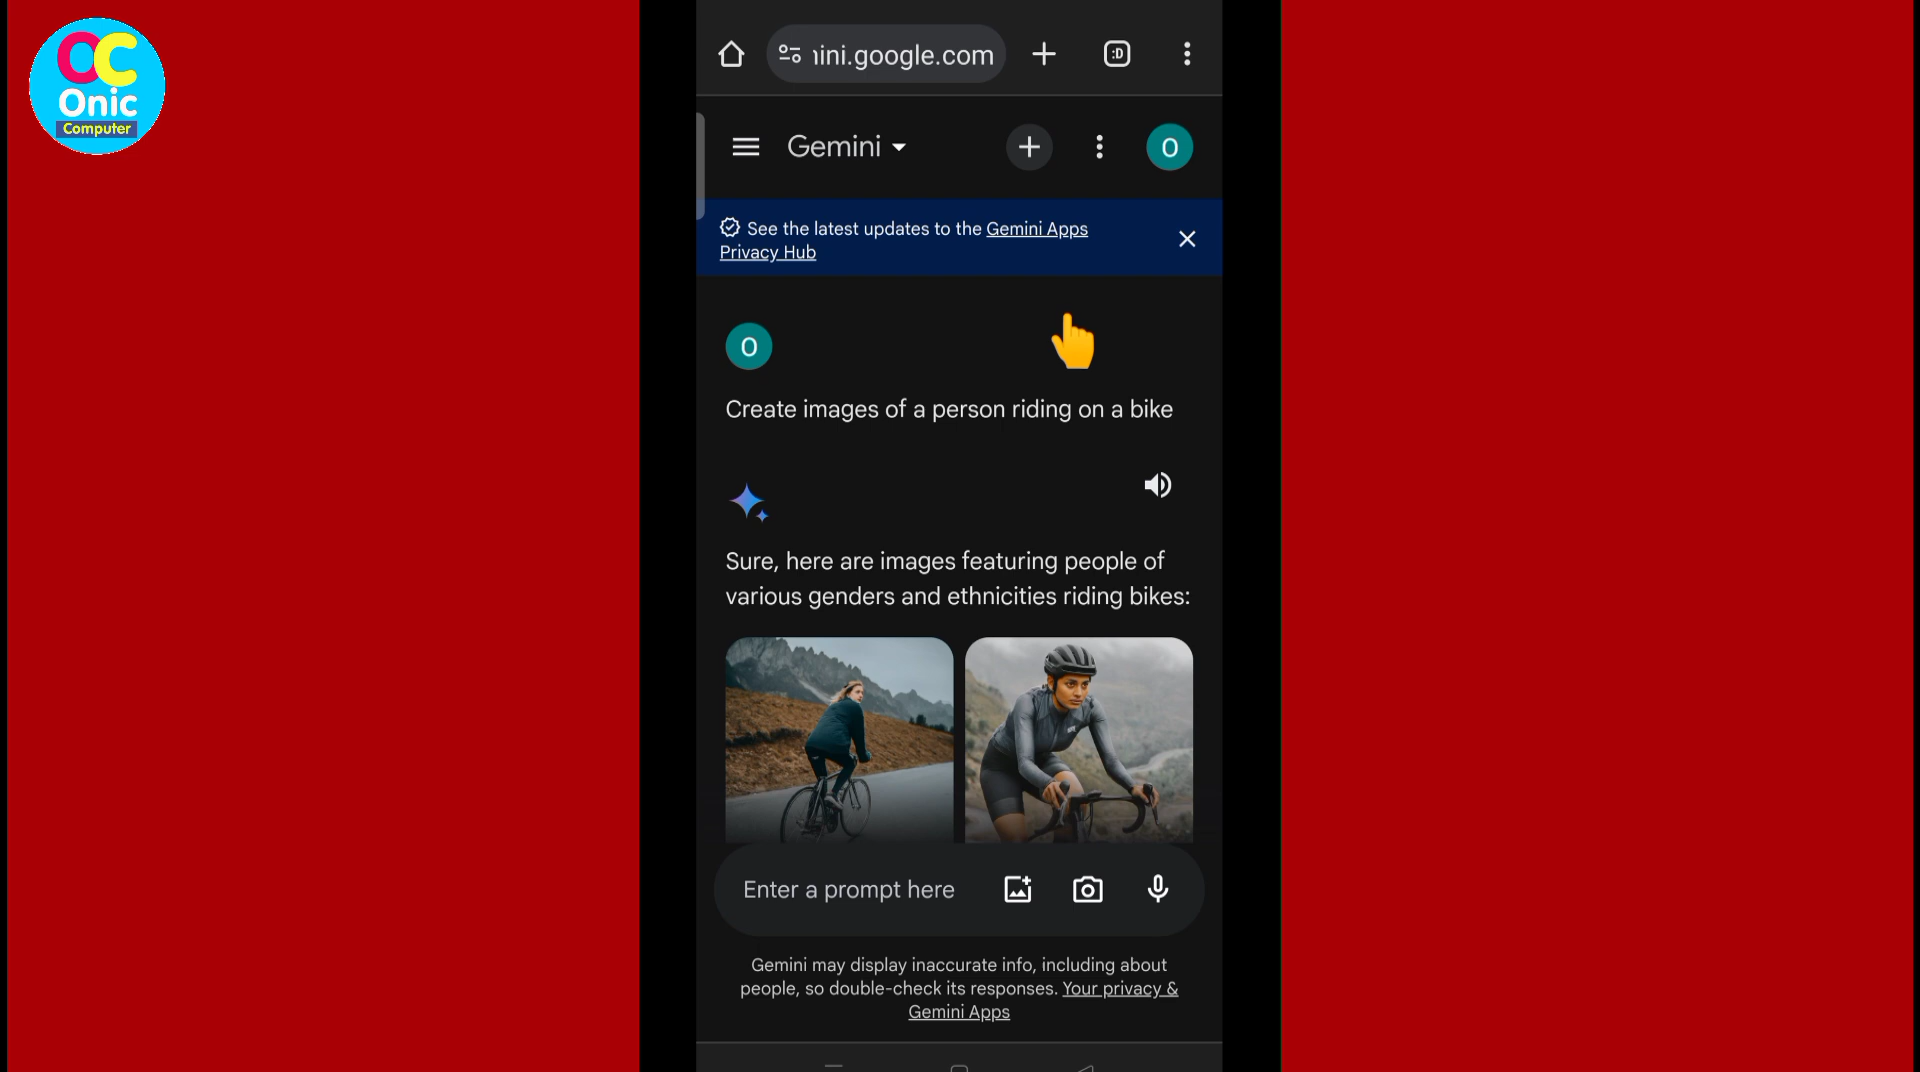 OC
Onic
Computer
ini.google.com
:D
Gemini
O
See the latest updates to the Gemini Apps
Privacy Hub
O
Create images of a person riding on a bike
Sure, here are images featuring people of
various genders and ethnicities riding bikes:
Enter a prompt here
Gemini may display inaccurate info, including about
people, so double-check its responses. Your privacy &
Gemini Apps